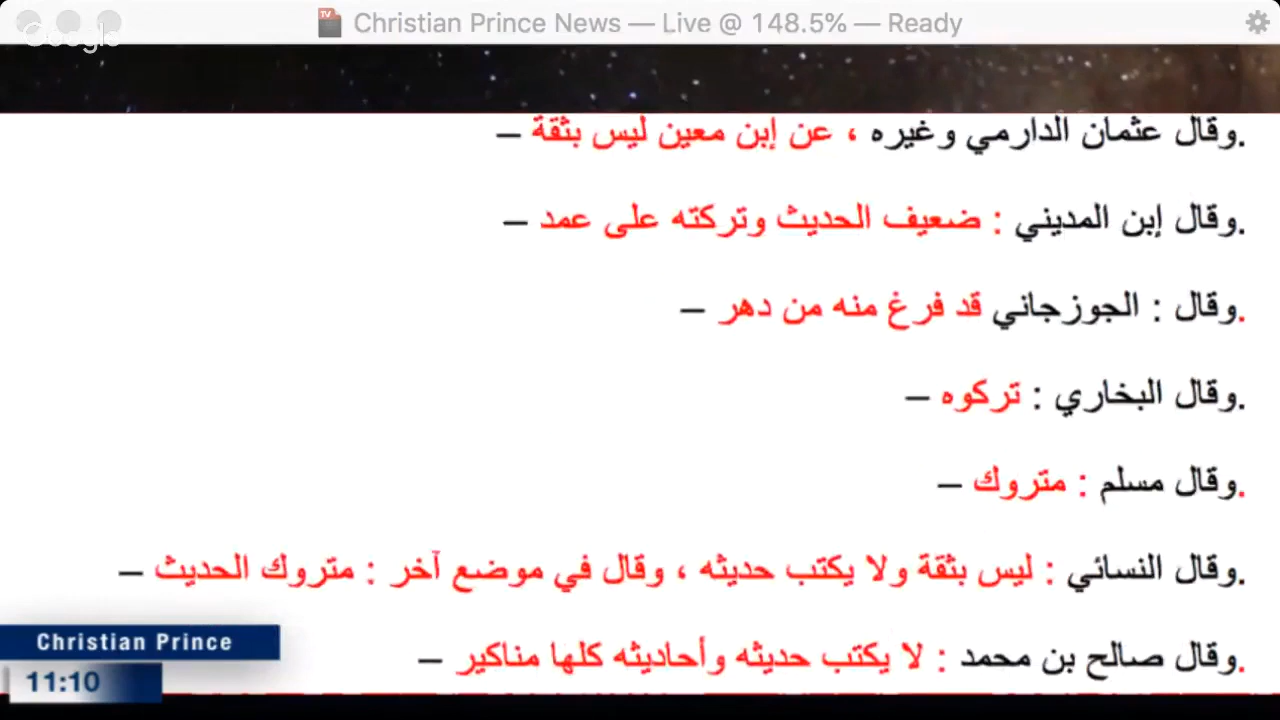 Christian Prince News — Live @ 148.5% — Ready
TV
Google
.وقال عثمان الدارمي وغيره ، عن إبن معين ليس بثقة –
.وقال إبن المديني : ضعيف الحديث وتركته على عمد –
.وقال : الجوزجاني قد فرغ منه من دهر –
.وقال البخاري : تركوه –
.وقال مسلم : متروك –
.وقال النسائي : ليس بثقة ولا يكتب حديثه ، وقال في موضع آخر : متروك الحديث –
.وقال صالح بن محمد : لا يكتب حديثه وأحاديثه كلها مناكير –
Christian Prince
11:10